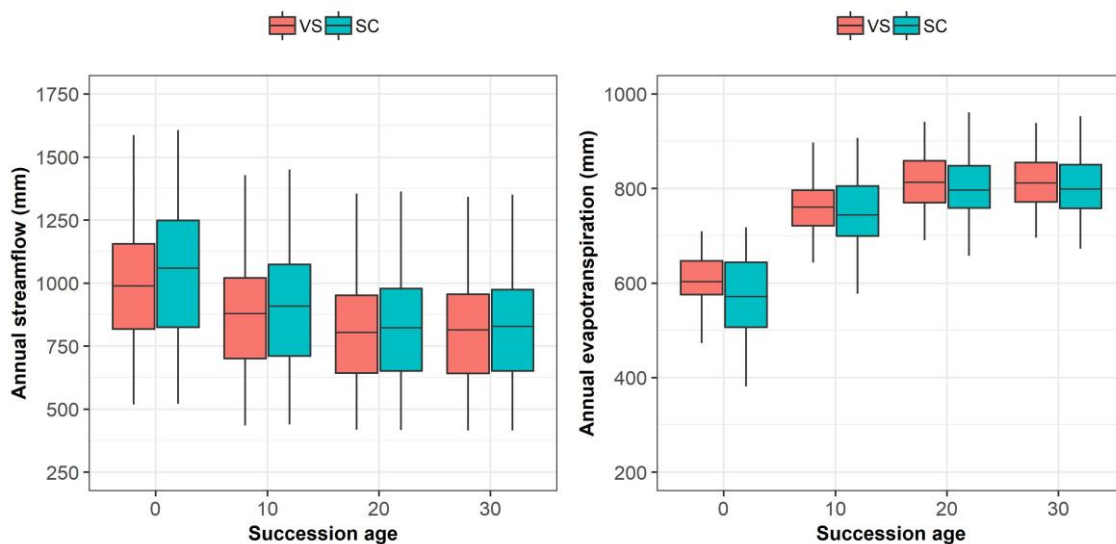 VS SC
Annual streamflow (mm)
1750
1500
1250
1000
750
500
250
0 10 20 30
Succession age
VS SC
Annual evapotranspiration (mm)
1000
800
600
400
200
0 10 20 30
Succession age